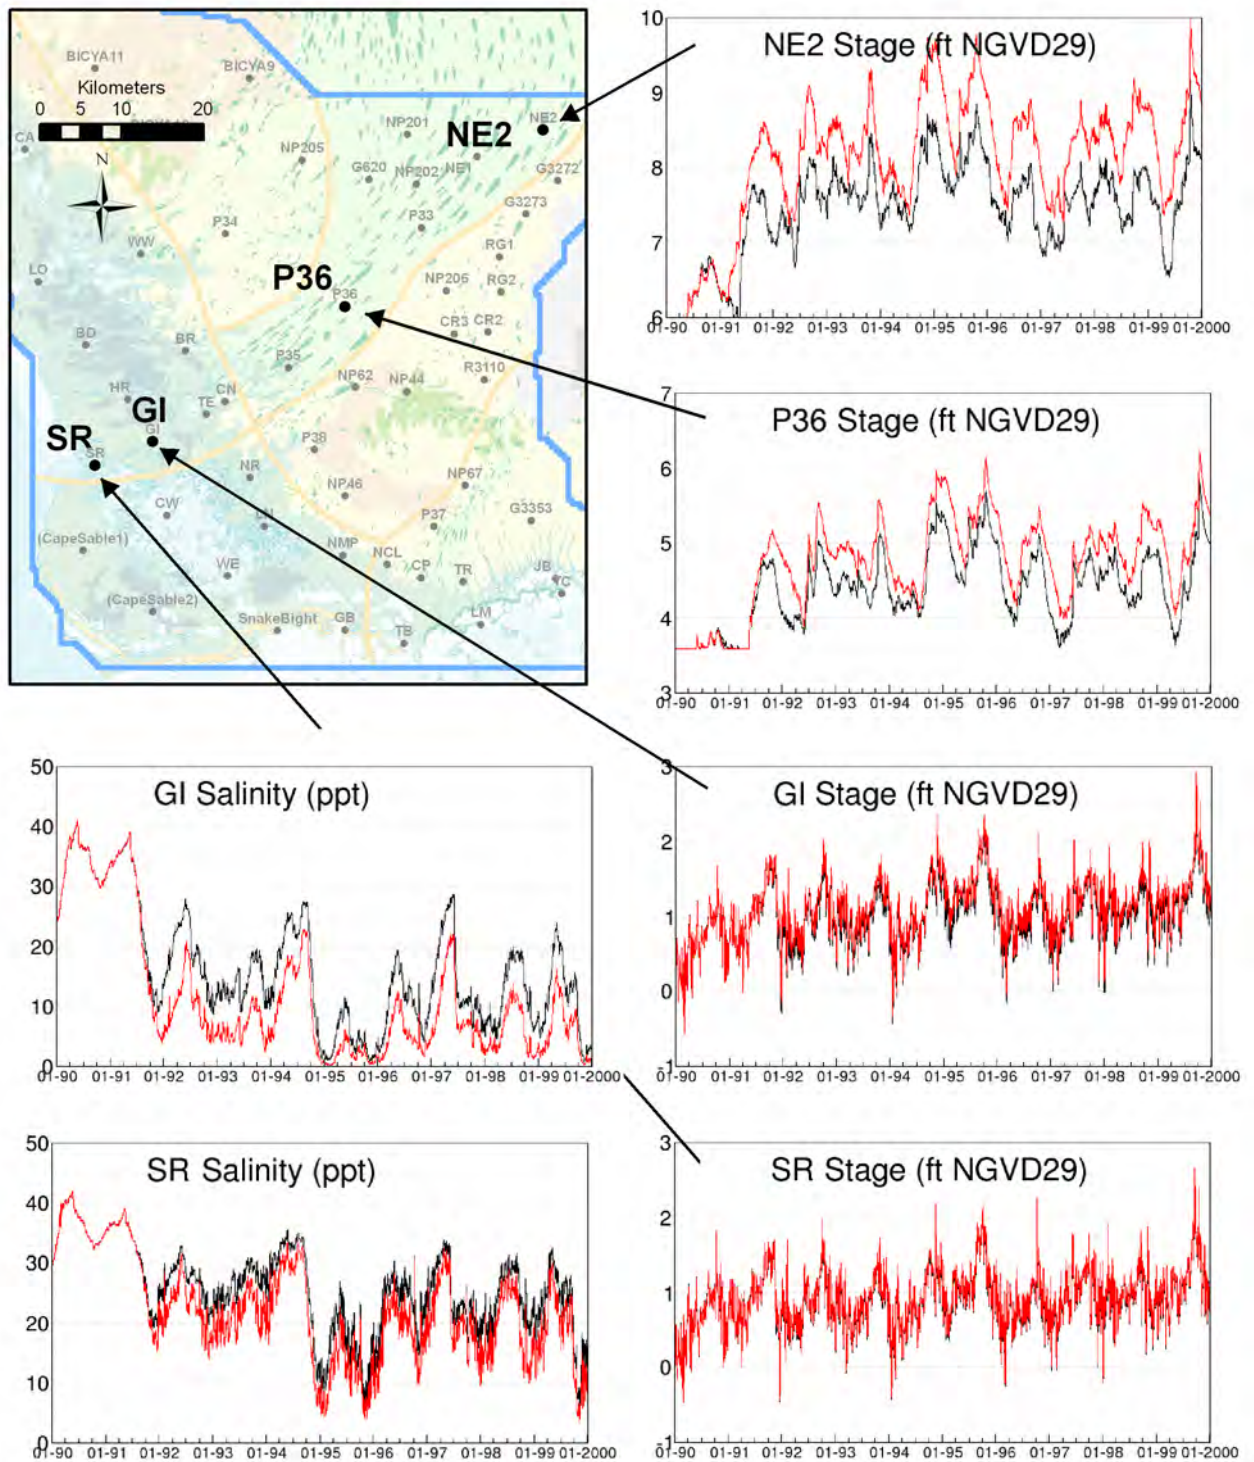 BICYA11
BICYA9
Kilometers
0 5 10 20
CA
N
NP201
NE2
NE2
NP205
G620
NP202
NE1
G3272
G3273
P34
P33
WW
RG1
LO
P36
P36
NP206
RG2
BD
BR
CR3
CR2
P35
R3110
NP62
NP44
HR
CN
TE
GI
GI
SR
SR
P38
NR
NP67
NP46
CW
P37
G3353
(CapeSable1)
NMP
NCL
WE
CP
TR
JB
TC
(CapeSable2)
SnakeBight
GB
LM
TB
NE2 Stage (ft NGVD29)
10
9
8
7
6
01-90 01-91 01-92 01-93 01-94 01-95 01-96 01-97 01-98 01-99 01-2000
P36 Stage (ft NGVD29)
7
6
5
4
3
01-90 01-91 01-92 01-93 01-94 01-95 01-96 01-97 01-98 01-99 01-2000
GI Salinity (ppt)
50
40
30
20
10
0
01-90 01-91 01-92 01-93 01-94 01-95 01-96 01-97 01-98 01-99 01-2000
GI Stage (ft NGVD29)
3
2
1
0
-1
01-90 01-91 01-92 01-93 01-94 01-95 01-96 01-97 01-98 01-99 01-2000
SR Salinity (ppt)
50
40
30
20
10
0
01-90 01-91 01-92 01-93 01-94 01-95 01-96 01-97 01-98 01-99 01-2000
SR Stage (ft NGVD29)
3
2
1
0
-1
01-90 01-91 01-92 01-93 01-94 01-95 01-96 01-97 01-98 01-99 01-2000